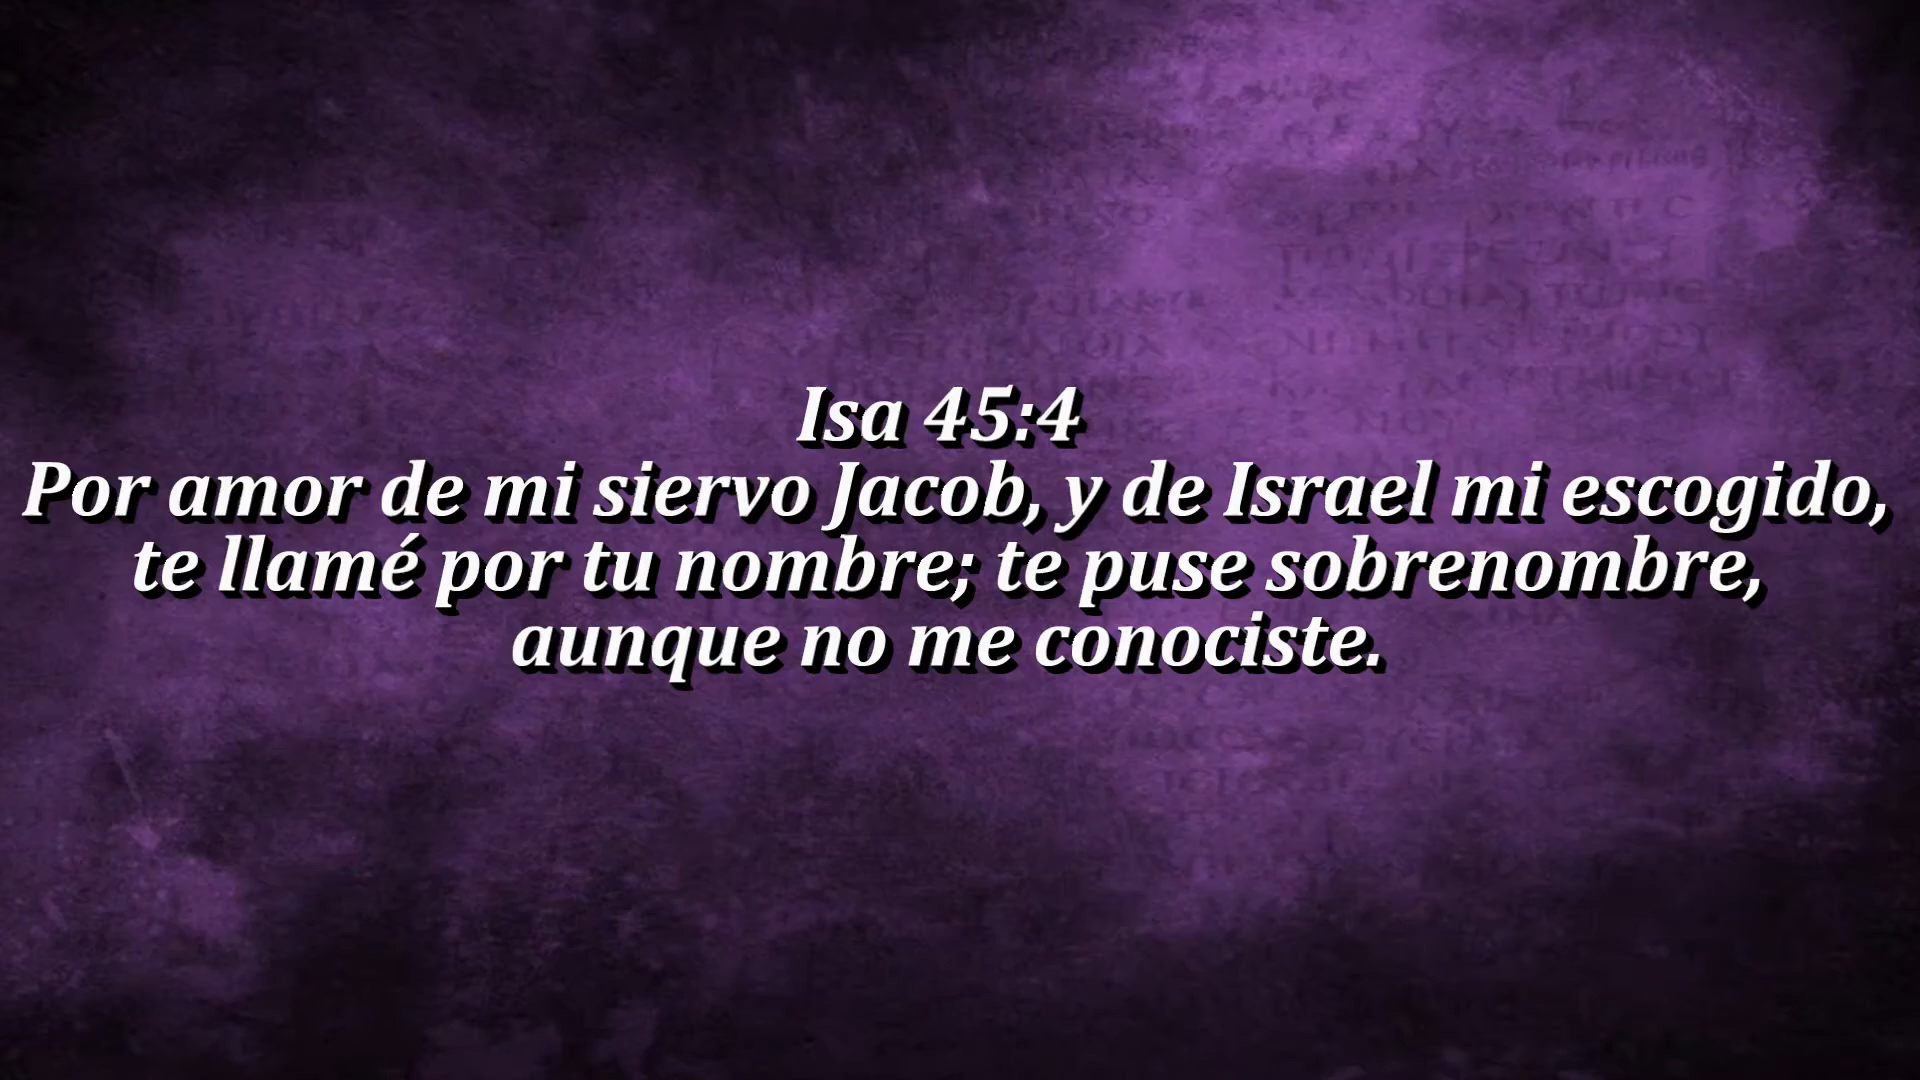 Isa 45:4
Por amor de mi siervo Jacob, y de Israel mi escogido,
te llamé por tu nombre; te puse sobrenombre,
aunque no me conociste.